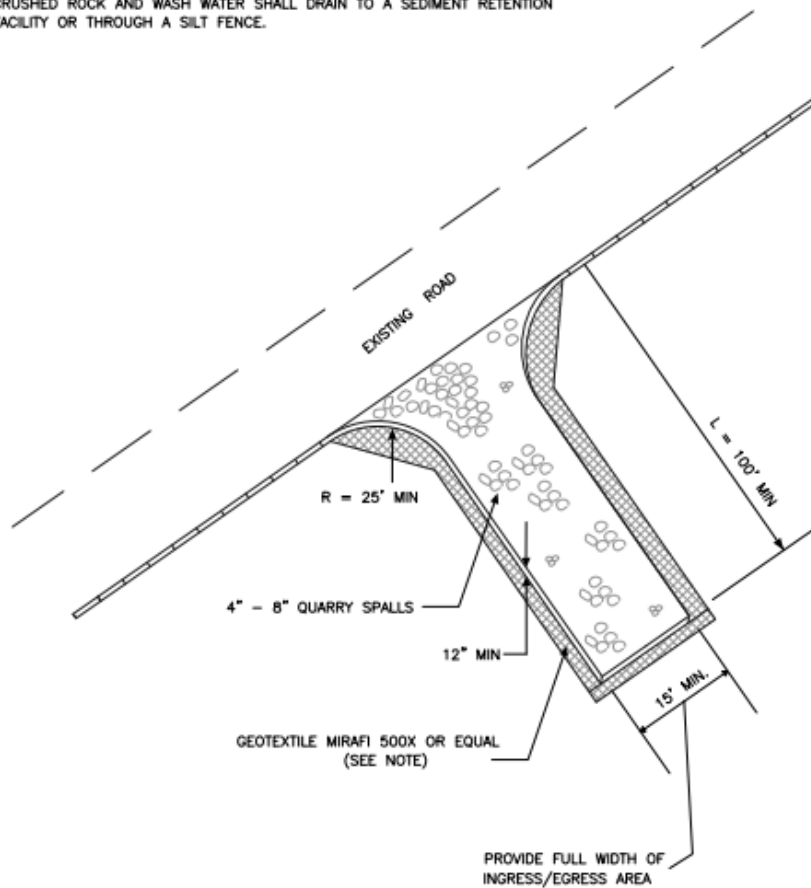 CRUSHED ROCK AND WASH WATER SHALL DRAIN TO A SEDIMENT RETENTION
FACILITY OR THROUGH A SILT FENCE.
EXISTING ROAD
L = 100' MIN
R = 25' MIN
4" - 8" QUARRY SPALLS
12" MIN
15' MIN.
GEOTEXTILE MIRAFI 500X OR EQUAL
(SEE NOTE)
PROVIDE FULL WIDTH OF
INGRESS/EGRESS AREA